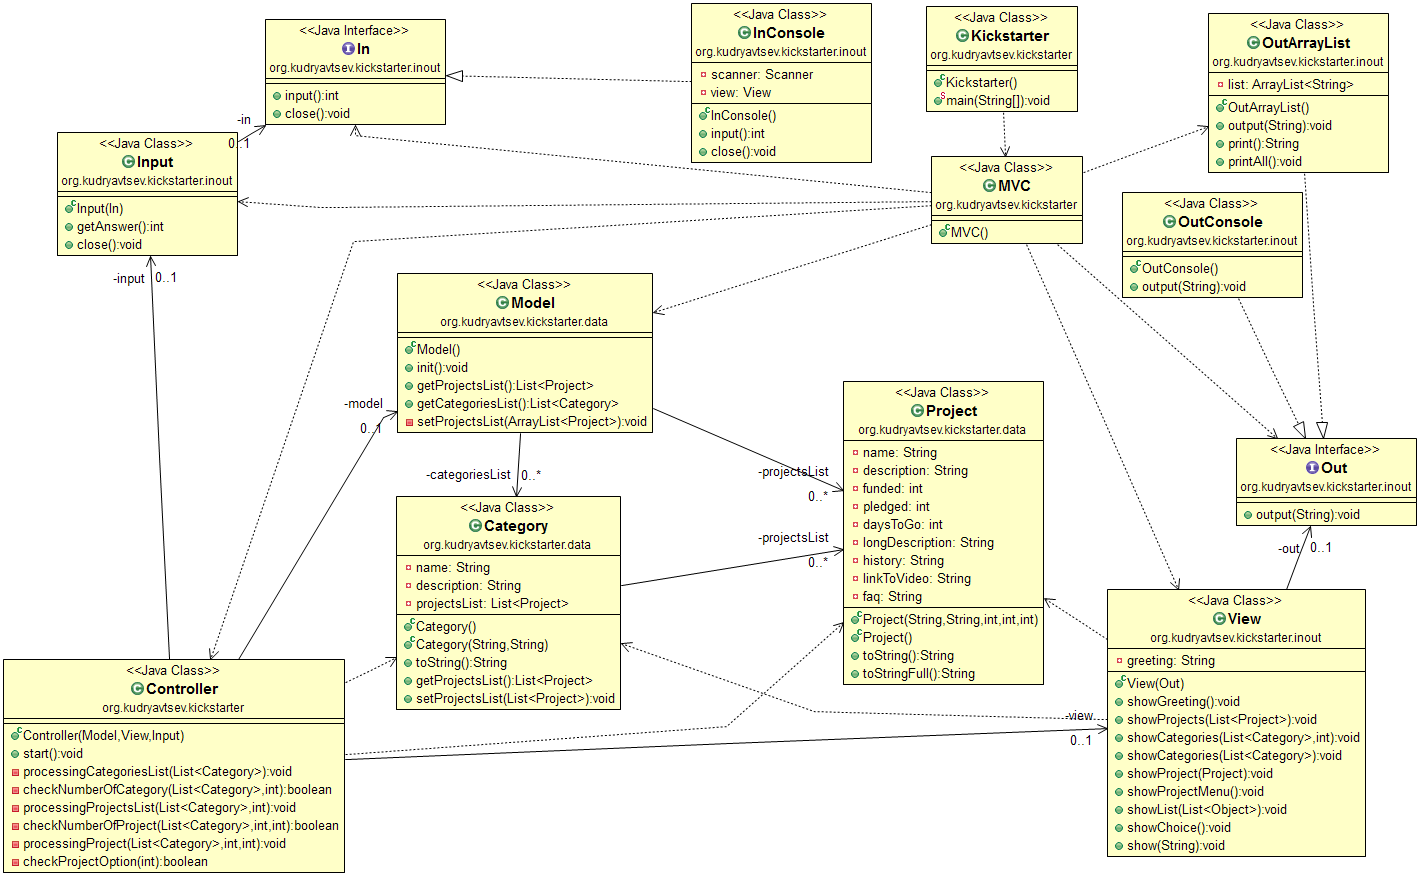 <<Java Interface>>
In
org.kudryavtsev.kickstarter.inout
input():int
close():void
<<Java Class>>
InConsole
org.kudryavtsev.kickstarter.inout
scanner: Scanner
view: View
InConsole()
input():int
close():void
<<Java Class>>
Kickstarter
org.kudryavtsev.kickstarter
Kickstarter()
main(String[]):void
<<Java Class>>
OutArrayList
org.kudryavtsev.kickstarter.inout
list: ArrayList<String>
OutArrayList()
output(String):void
print():String
printAll():void
-in
0..1
<<Java Class>>
Input
org.kudryavtsev.kickstarter.inout
Input(In)
getAnswer():int
close():void
<<Java Class>>
MVC
org.kudryavtsev.kickstarter
MVC()
<<Java Class>>
OutConsole
org.kudryavtsev.kickstarter.inout
OutConsole()
output(String):void
-input
0..1
<<Java Class>>
Model
org.kudryavtsev.kickstarter.data
Model()
init():void
getProjectsList():List<Project>
getCategoriesList():List<Category>
setProjectsList(ArrayList<Project>):void
-model
0..1
-categoriesList
0..*
-projectsList
0..*
-projectsList
0..*
<<Java Class>>
Project
org.kudryavtsev.kickstarter.data
name: String
description: String
funded: int
pledged: int
daysToGo: int
longDescription: String
history: String
linkToVideo: String
faq: String
Project(String,String,int,int,int)
Project()
toString():String
toStringFull():String
<<Java Interface>>
Out
org.kudryavtsev.kickstarter.inout
output(String):void
-out
0..1
<<Java Class>>
Category
org.kudryavtsev.kickstarter.data
name: String
description: String
projectsList: List<Project>
Category()
Category(String,String)
toString():String
getProjectsList():List<Project>
setProjectsList(List<Project>):void
<<Java Class>>
View
org.kudryavtsev.kickstarter.inout
greeting: String
View(Out)
showGreeting():void
showProjects(List<Project>):void
showCategories(List<Category>,int):void
showCategories(List<Category>):void
showProject(Project):void
showProjectMenu():void
showList(List<Object>):void
showChoice():void
show(String):void
-view
0..1
<<Java Class>>
Controller
org.kudryavtsev.kickstarter
Controller(Model,View,Input)
start():void
processingCategoriesList(List<Category>):void
checkNumberOfCategory(List<Category>,int):boolean
processingProjectsList(List<Category>,int):void
checkNumberOfProject(List<Category>,int,int):boolean
processingProject(List<Category>,int,int):void
checkProjectOption(int):boolean